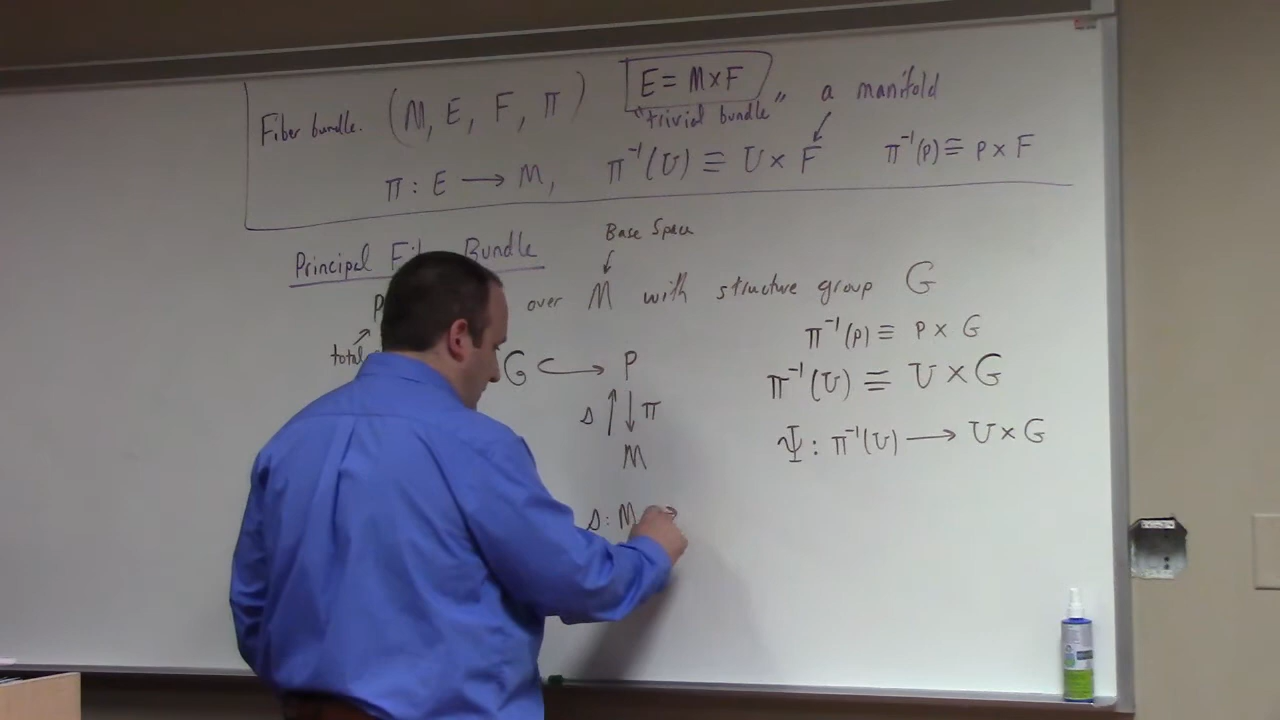 Fiber bundle. (M, E, F, π) E = M×F a manifold
"trivial bundle"
π : E → M, π⁻¹(U) ≡ U × F π⁻¹(p) ≡ p × F
Principal Bundle
Base Space
P over M with structure group G
π⁻¹(p) ≡ p × G
total
G ↪ P
π⁻¹(U) ≡ U × G
s π
Ψ : π⁻¹(U) → U × G
M
s : M